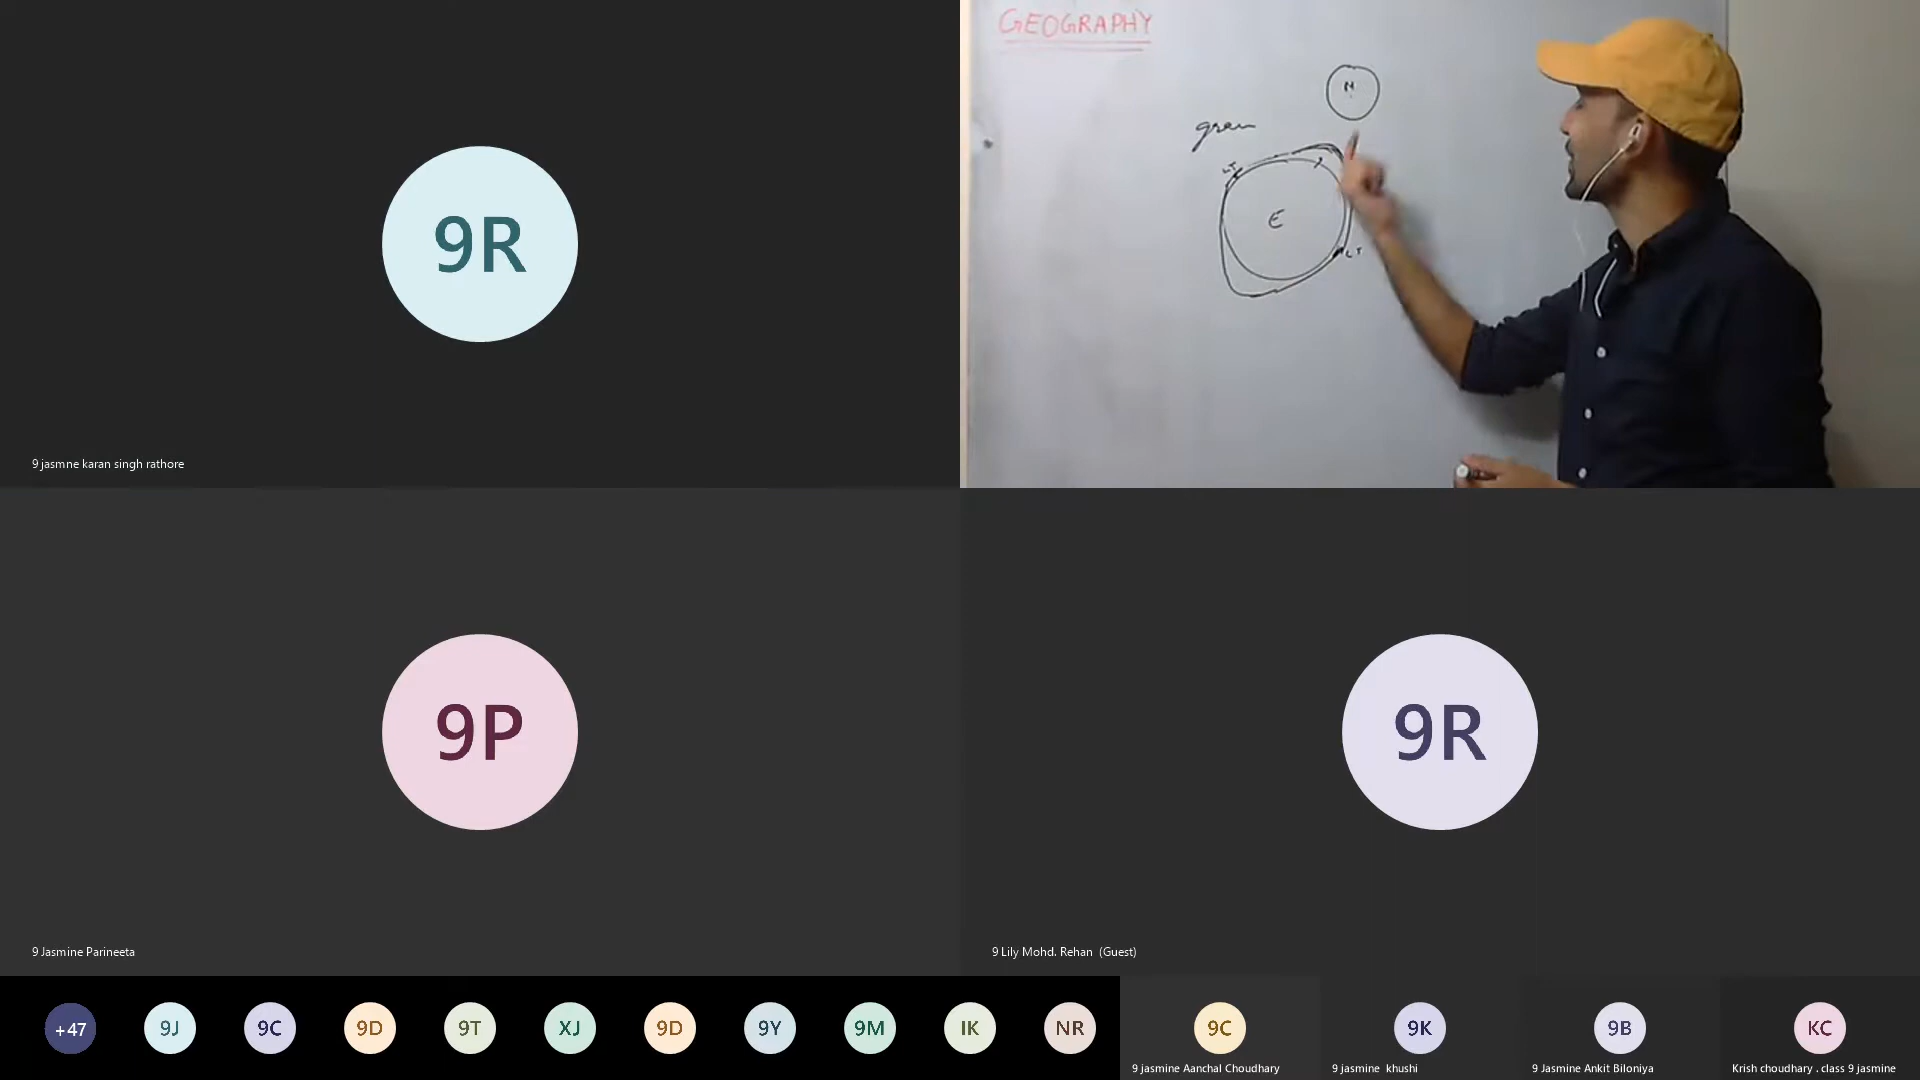 9R
9 jasmne karan singh rathore
GEOGRAPHY
M
LT
E
LT
9P
9 Jasmine Parineeta
9R
9 Lily Mohd. Rehan (Guest)
+47
9J
9C
9D
9T
XJ
9D
9Y
9M
IK
NR
9C
9 jasmine Aanchal Choudhary
9K
9 jasmine khushi
9B
9 Jasmine Ankit Biloniya
KC
Krish choudhary . class 9 jasmine